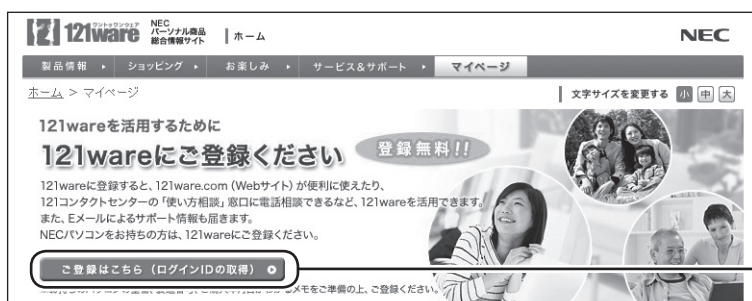 121ware ワントゥワンウェア NEC パーソナル商品 総合情報サイト | ホーム NEC
製品情報 ショッピング お楽しみ サービス&サポート マイページ
ホーム > マイページ 文字サイズを変更する 小 中 大
121wareを活用するために
121wareにご登録ください 登録無料!!
121wareに登録すると、121ware.com（Webサイト）が便利に使えたり、
121コンタクトセンターの「使い方相談」窓口に電話相談できるなど、121wareを活用できます。
また、Eメールによるサポート情報も届きます。
NECパソコンをお持ちの方は、121wareにご登録ください。
ご登録はこちら（ログインIDの取得）
メモをご準備の上、ご登録ください。